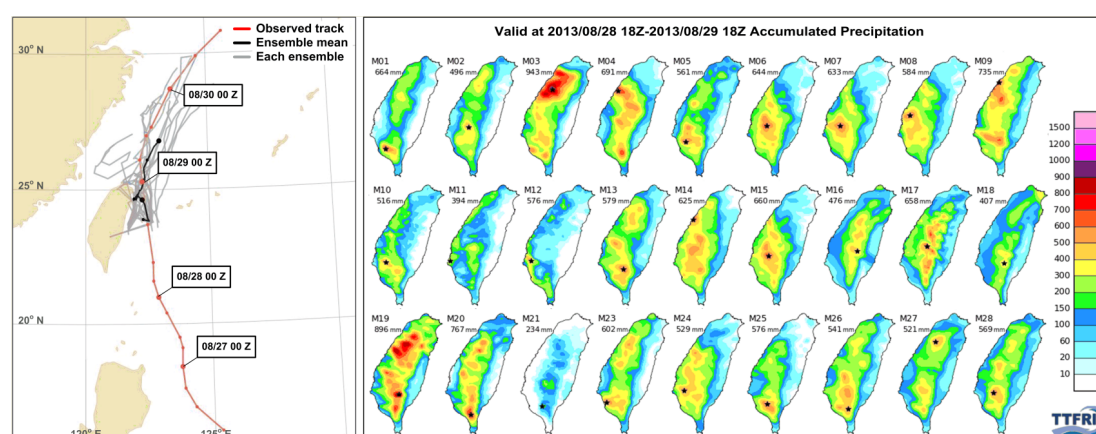 Observed track
Ensemble mean
Each ensemble
30° N
25° N
20° N
08/30 00 Z
08/29 00 Z
08/28 00 Z
08/27 00 Z
Valid at 2013/08/28 18Z-2013/08/29 18Z Accumulated Precipitation
M01
664 mm
M02
496 mm
M03
943 mm
M04
691 mm
M05
561 mm
M06
644 mm
M07
633 mm
M08
584 mm
M09
735 mm
M10
516 mm
M11
394 mm
M12
576 mm
M13
579 mm
M14
625 mm
M15
660 mm
M16
476 mm
M17
658 mm
M18
407 mm
M19
896 mm
M20
767 mm
M21
234 mm
M23
602 mm
M24
529 mm
M25
576 mm
M26
541 mm
M27
521 mm
M28
569 mm
1500
1200
1000
900
800
700
600
500
400
300
200
150
100
60
20
10